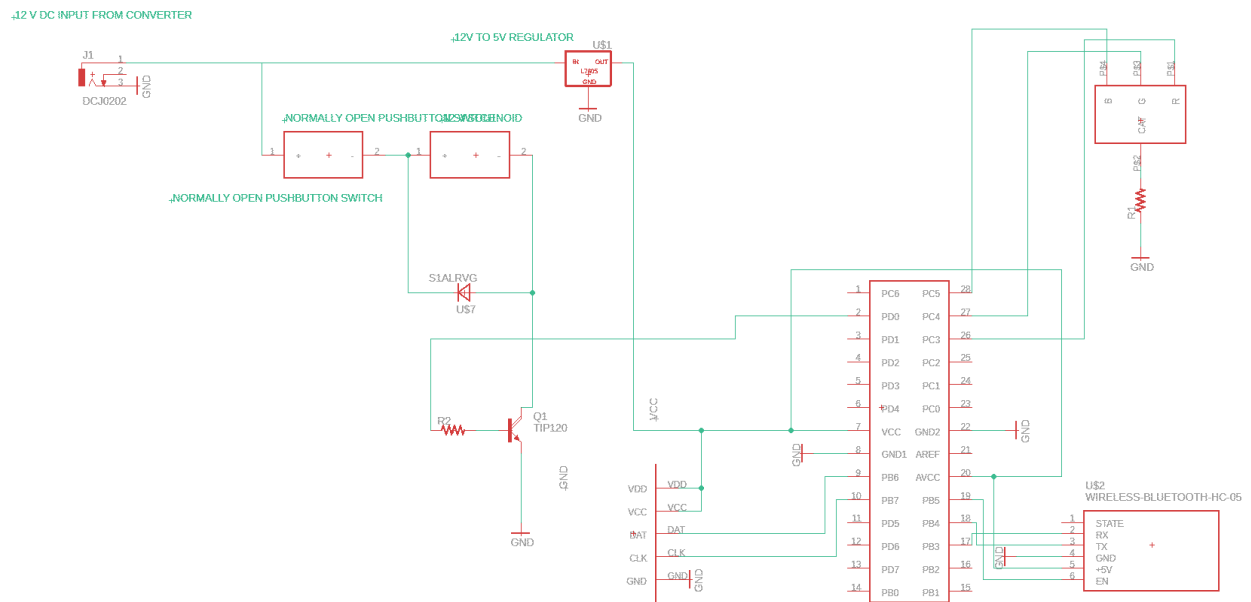 12 V DC INPUT FROM CONVERTER
12V TO 5V REGULATOR
U$1
J1
1
2
3
GND
DCJ0202
IN
OUT
L7805
GND
GND
NORMALLY OPEN PUSHBUTTON SWITCH
1
+
+
-
2
1
+
+
-
2
NORMALLY OPEN PUSHBUTTON SWITCH
P$4
P$3
P$1
B
G
R
CAT
P$2
R1
GND
S1ALRVG
U$7
R2
Q1
TIP120
GND
GND
VCC
VDD
VDD
VCC
VCC
DAT
DAT
CLK
CLK
GND
GND
GND
1
PC6
PC5
28
2
PD0
PC4
27
3
PD1
PC3
26
4
PD2
PC2
25
5
PD3
PC1
24
6
PD4
PC0
23
7
VCC
GND2
22
GND
GND
8
GND1
AREF
21
9
PB6
AVCC
20
10
PB7
PB5
19
11
PD5
PB4
18
12
PD6
PB3
17
13
PD7
PB2
16
14
PB0
PB1
15
U$2
WIRELESS-BLUETOOTH-HC-05
1
STATE
2
RX
3
TX
GND
4
GND
5
+5V
6
EN